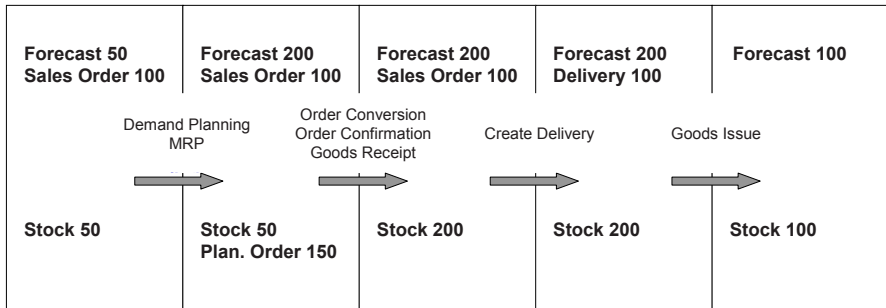 Forecast 50
Sales Order 100
Forecast 200
Sales Order 100
Forecast 200
Sales Order 100
Forecast 200
Delivery 100
Forecast 100
Demand Planning
MRP
Order Conversion
Order Confirmation
Goods Receipt
Create Delivery
Goods Issue
Stock 50
Stock 50
Plan. Order 150
Stock 200
Stock 200
Stock 100